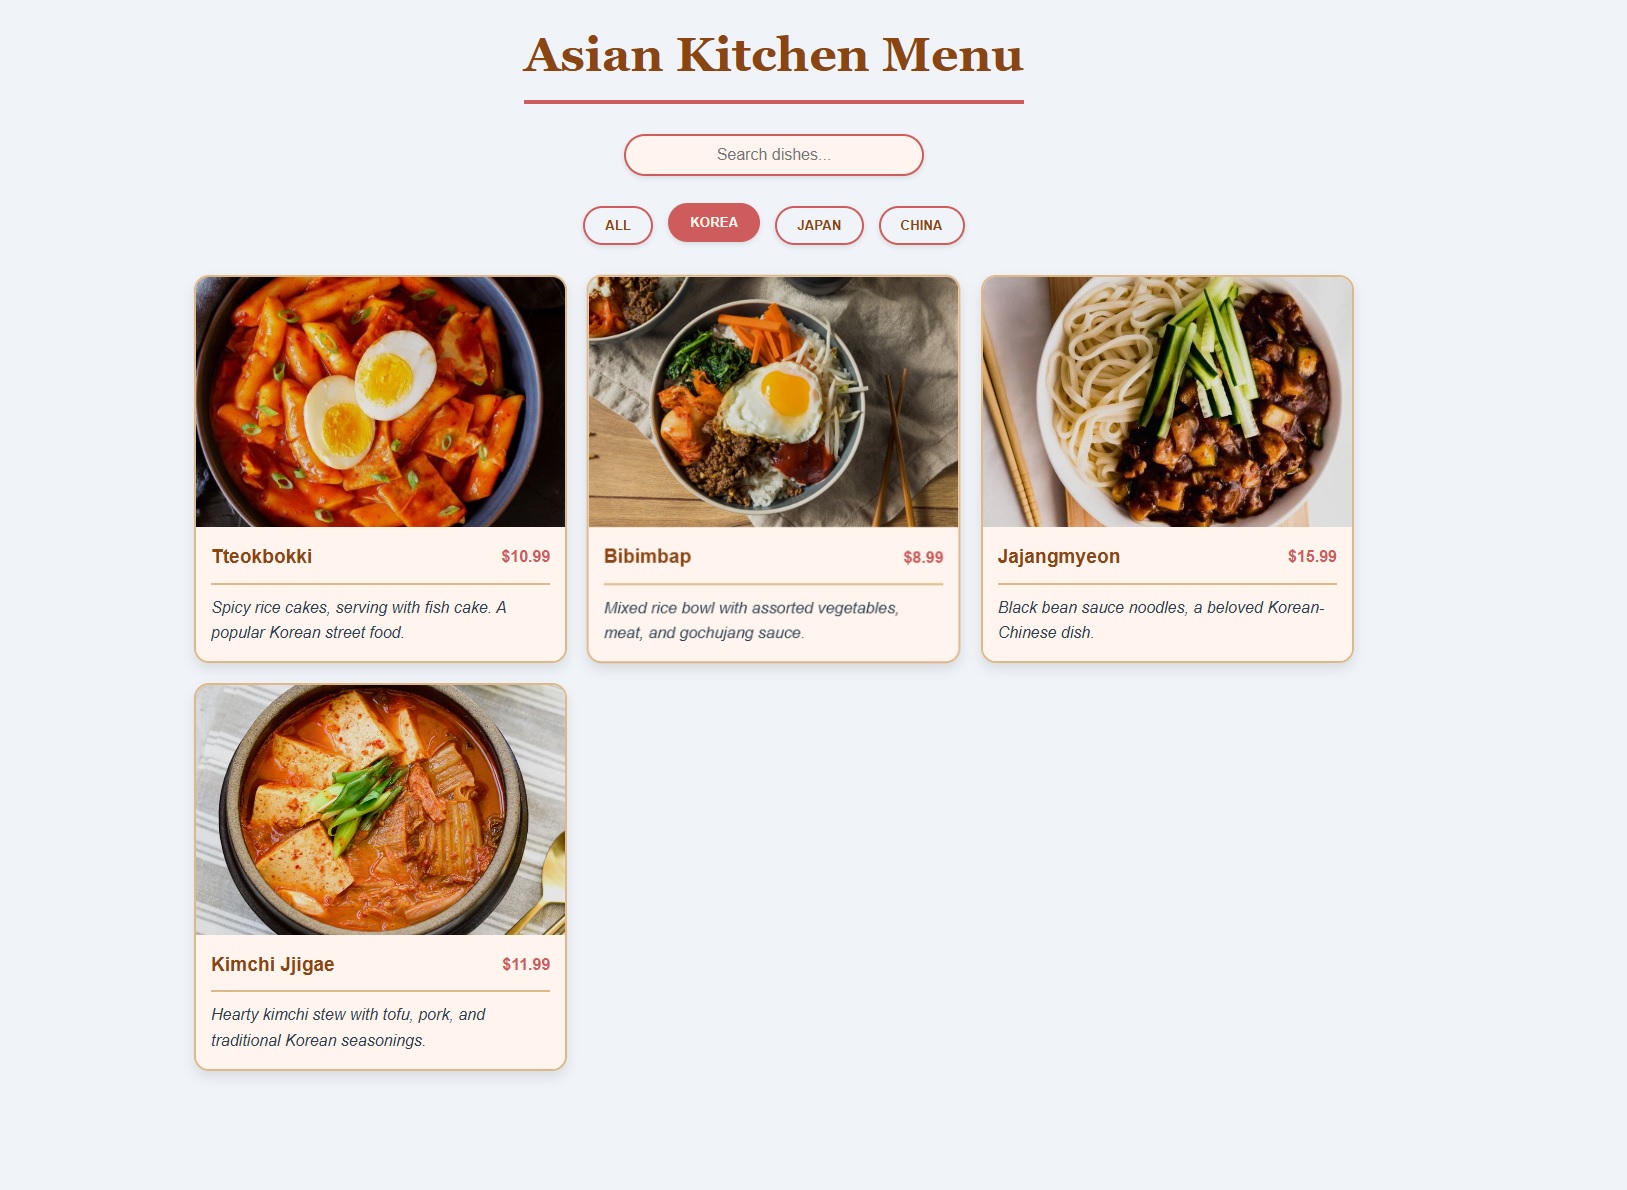 Asian Kitchen Menu
Search dishes...
ALL
KOREA
JAPAN
CHINA
Tteokbokki
$10.99
Spicy rice cakes, serving with fish cake. A
popular Korean street food.
Bibimbap
$8.99
Mixed rice bowl with assorted vegetables,
meat, and gochujang sauce.
Jajangmyeon
$15.99
Black bean sauce noodles, a beloved Korean-
Chinese dish.
Kimchi Jjigae
$11.99
Hearty kimchi stew with tofu, pork, and
traditional Korean seasonings.